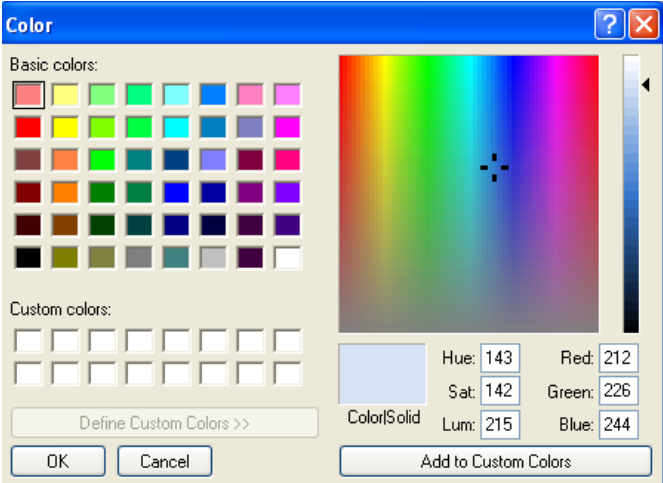 Color
Basic colors:
Custom colors:
Define Custom Colors >>
OK Cancel
Color|Solid
Hue: 143 Red: 212
Sat: 142 Green: 226
Lum: 215 Blue: 244
Add to Custom Colors